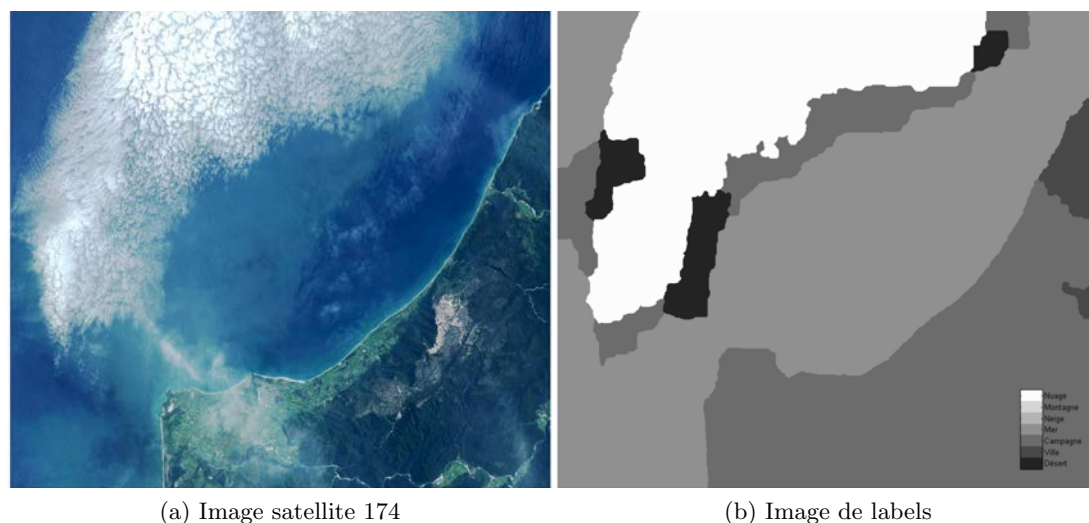 Nuage
Montagne
Neige
Mer
Campagne
Ville
Désert
(a) Image satellite 174
(b) Image de labels